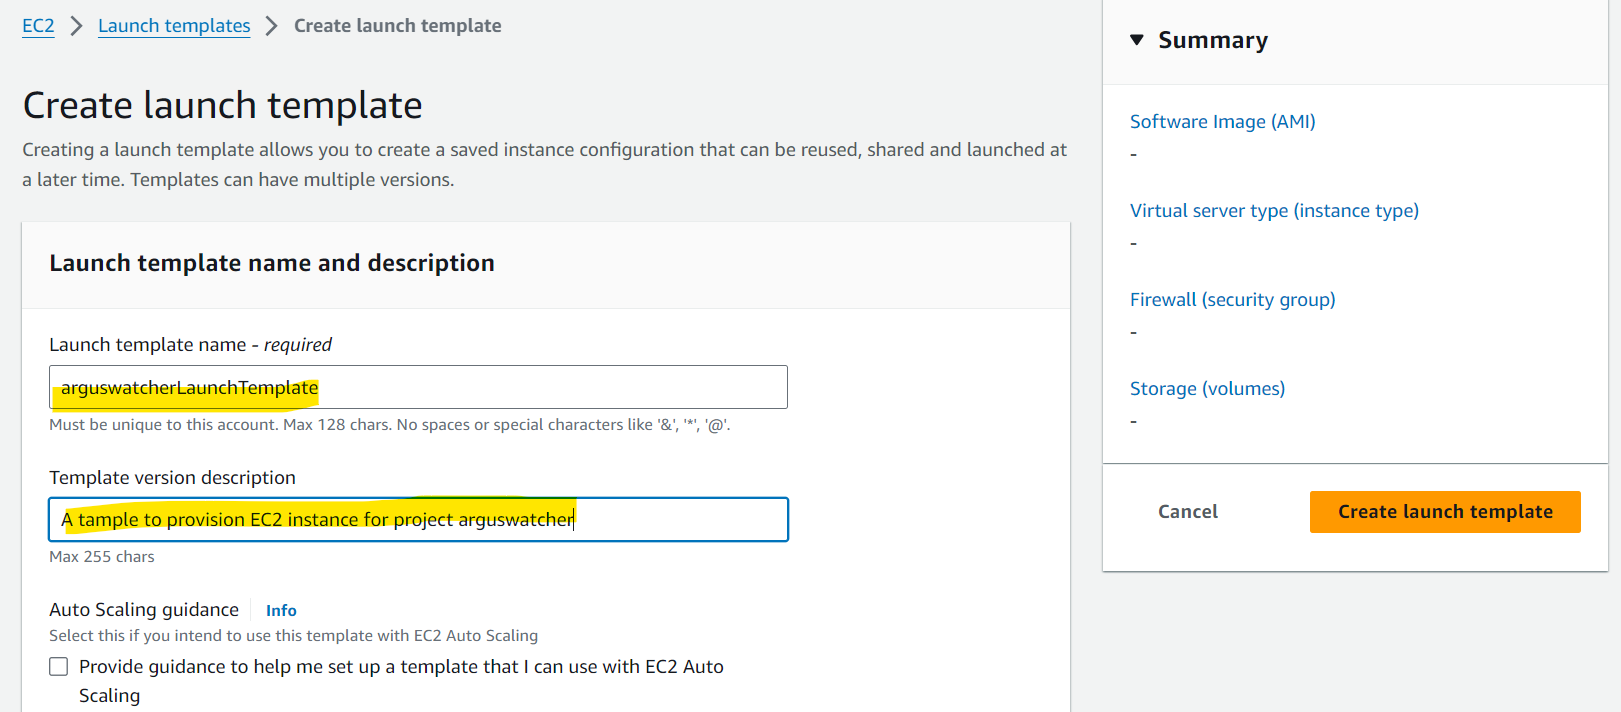 EC2 > Launch templates > Create launch template
Create launch template
Creating a launch template allows you to create a saved instance configuration that can be reused, shared and launched at
a later time. Templates can have multiple versions.
Launch template name and description
Launch template name - required
arguswatcherLaunchTemplate
Must be unique to this account. Max 128 chars. No spaces or special characters like '&', '*', '@'.
Template version description
A tample to provision EC2 instance for project arguswatcher
Max 255 chars
Auto Scaling guidance Info
Select this if you intend to use this template with EC2 Auto Scaling
Provide guidance to help me set up a template that I can use with EC2 Auto
Scaling
Summary
Software Image (AMI)
-
Virtual server type (instance type)
-
Firewall (security group)
-
Storage (volumes)
-
Cancel
Create launch template